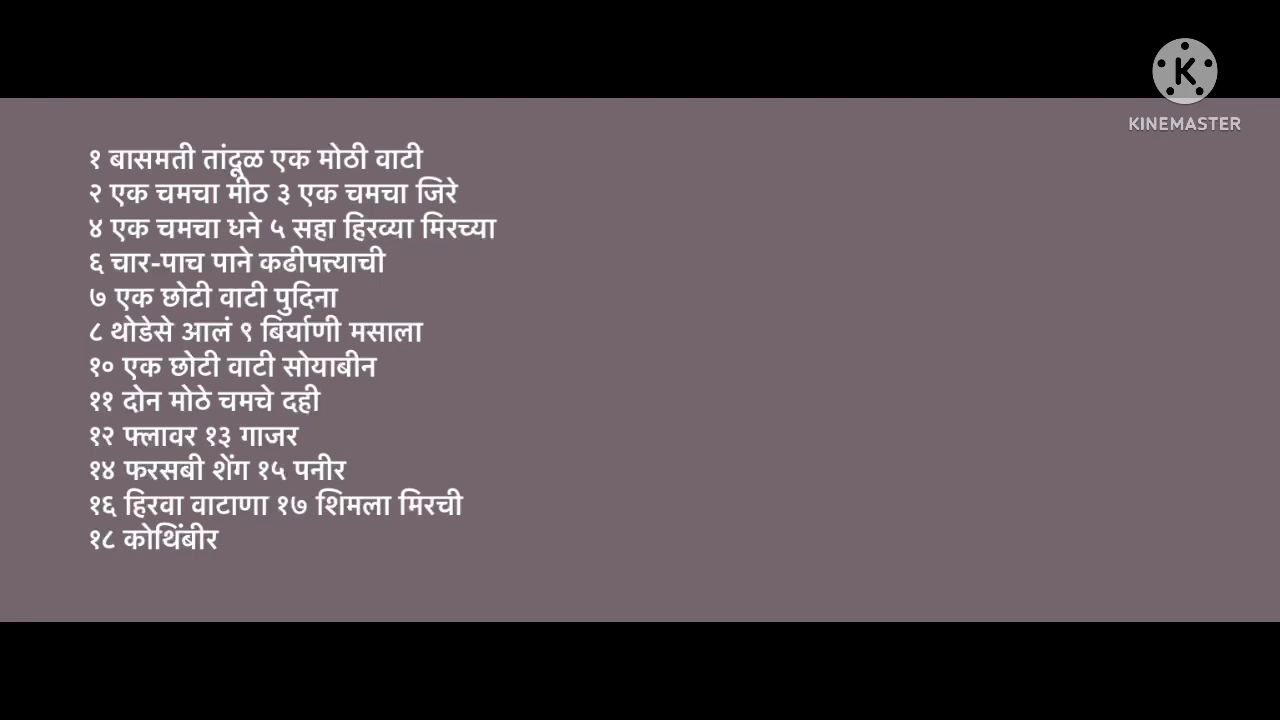 KINEMASTER
१ बासमती तांदूळ एक मोठी वाटी
२ एक चमचा मीठ ३ एक चमचा जिरे
४ एक चमचा धने ५ सहा हिरव्या मिरच्या
६ चार-पाच पाने कढीपत्त्याची
७ एक छोटी वाटी पुदिना
८ थोडेसे आलं ९ बिर्याणी मसाला
१० एक छोटी वाटी सोयाबीन
११ दोन मोठे चमचे दही
१२ फ्लावर १३ गाजर
१४ फरसबी शेंग १५ पनीर
१६ हिरवा वाटाणा १७ शिमला मिरची
१८ कोथिंबीर